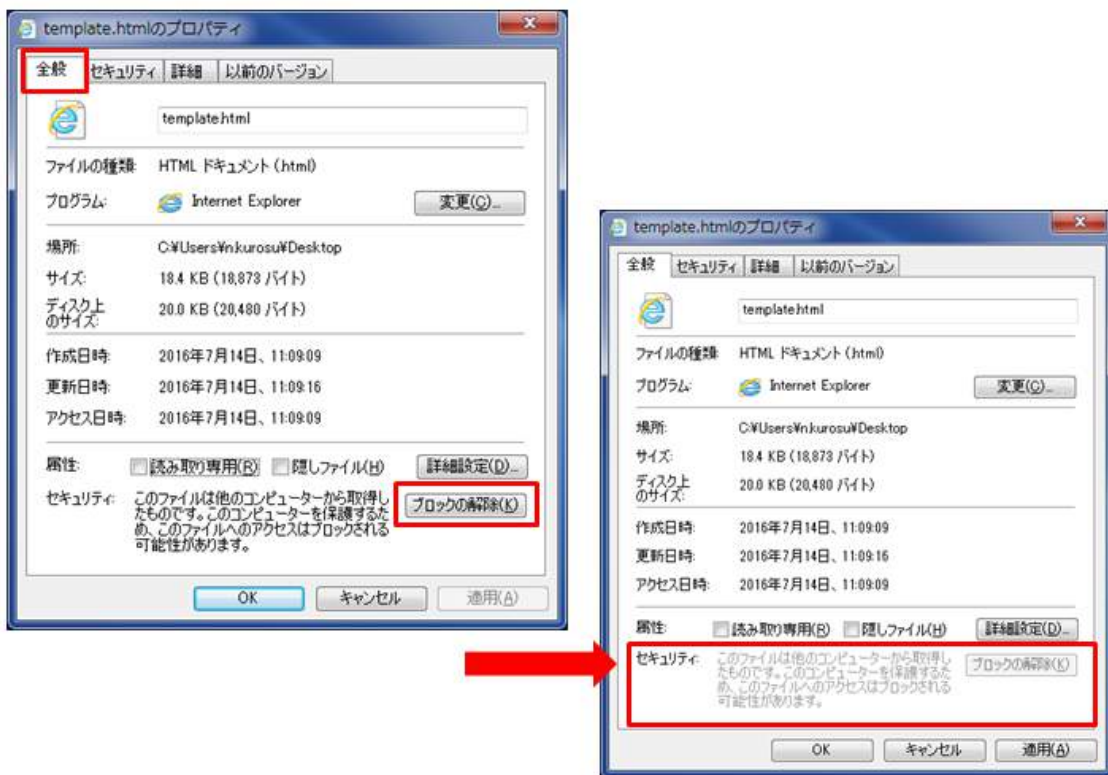 template.htmlのプロパティ
全般 セキュリティ 詳細 以前のバージョン
template.html
ファイルの種類: HTML ドキュメント (.html)
プログラム: Internet Explorer 変更(C)...
場所: C:¥Users¥n.kurosu¥Desktop
サイズ: 18.4 KB (18,873 バイト)
ディスク上
のサイズ: 20.0 KB (20,480 バイト)
作成日時: 2016年7月14日、11:09:09
更新日時: 2016年7月14日、11:09:16
アクセス日時: 2016年7月14日、11:09:09
属性: 読み取り専用(R) 隠しファイル(H) 詳細設定(D)...
セキュリティ: このファイルは他のコンピューターから取得し
たものです。このコンピューターを保護するた
め、このファイルへのアクセスはブロックされる
可能性があります。
ブロックの解除(K)
OK キャンセル 適用(A)
template.htmlのプロパティ
全般 セキュリティ 詳細 以前のバージョン
template.html
ファイルの種類: HTML ドキュメント (.html)
プログラム: Internet Explorer 変更(C)...
場所: C:¥Users¥n.kurosu¥Desktop
サイズ: 18.4 KB (18,873 バイト)
ディスク上
のサイズ: 20.0 KB (20,480 バイト)
作成日時: 2016年7月14日、11:09:09
更新日時: 2016年7月14日、11:09:16
アクセス日時: 2016年7月14日、11:09:09
属性: 読み取り専用(R) 隠しファイル(H) 詳細設定(D)...
セキュリティ: このファイルは他のコンピューターから取得し
たものです。このコンピューターを保護するた
め、このファイルへのアクセスはブロックされる
可能性があります。
ブロックの解除(K)
OK キャンセル 適用(A)